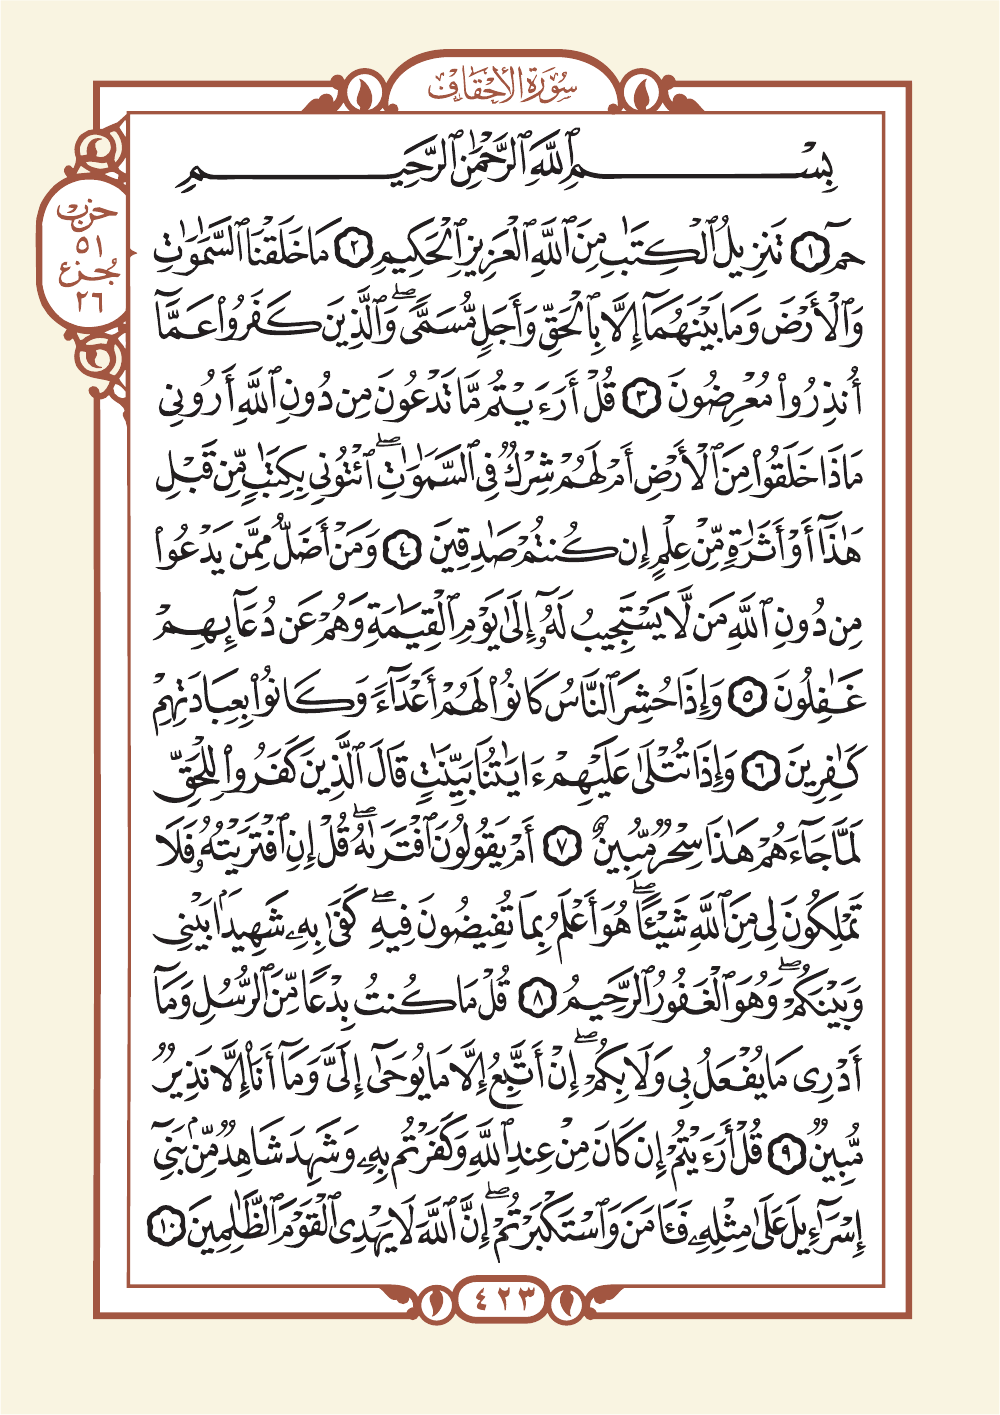 سُورَةُ الأَحْقَافِ
حزب
٥١
جزء
٢٦
بِسْمِ ٱللَّهِ ٱلرَّحْمَٰنِ ٱلرَّحِيمِ
حمٓ ١ تَنزِيلُ ٱلْكِتَٰبِ مِنَ ٱللَّهِ ٱلْعَزِيزِ ٱلْحَكِيمِ ٢ مَا خَلَقْنَا ٱلسَّمَٰوَٰتِ
وَٱلْأَرْضَ وَمَا بَيْنَهُمَآ إِلَّا بِٱلْحَقِّ وَأَجَلٍ مُّسَمًّى ۖ وَٱلَّذِينَ كَفَرُوا۟ عَمَّآ
أُنذِرُوا۟ مُعْرِضُونَ ٣ قُلْ أَرَءَيْتُم مَّا تَدْعُونَ مِن دُونِ ٱللَّهِ أَرُونِى
مَاذَا خَلَقُوا۟ مِنَ ٱلْأَرْضِ أَمْ لَهُمْ شِرْكٌ فِى ٱلسَّمَٰوَٰتِ ۖ ٱئْتُونِى بِكِتَٰبٍ مِّن قَبْلِ
هَٰذَآ أَوْ أَثَٰرَةٍ مِّنْ عِلْمٍ إِن كُنتُمْ صَٰدِقِينَ ٤ وَمَنْ أَضَلُّ مِمَّن يَدْعُوا۟
مِن دُونِ ٱللَّهِ مَن لَّا يَسْتَجِيبُ لَهُۥٓ إِلَىٰ يَوْمِ ٱلْقِيَٰمَةِ وَهُمْ عَن دُعَآئِهِمْ
غَٰفِلُونَ ٥ وَإِذَا حُشِرَ ٱلنَّاسُ كَانُوا۟ لَهُمْ أَعْدَآءً وَكَانُوا۟ بِعِبَادَتِهِمْ
كَٰفِرِينَ ٦ وَإِذَا تُتْلَىٰ عَلَيْهِمْ ءَايَٰتُنَا بَيِّنَٰتٍ قَالَ ٱلَّذِينَ كَفَرُوا۟ لِلْحَقِّ
لَمَّا جَآءَهُمْ هَٰذَا سِحْرٌ مُّبِينٌ ٧ أَمْ يَقُولُونَ ٱفْتَرَىٰهُ ۖ قُلْ إِنِ ٱفْتَرَيْتُهُۥ فَلَا
تَمْلِكُونَ لِى مِنَ ٱللَّهِ شَيْـًٔا ۖ هُوَ أَعْلَمُ بِمَا تُفِيضُونَ فِيهِ ۖ كَفَىٰ بِهِۦ شَهِيدًۢا بَيْنِى
وَبَيْنَكُمْ ۖ وَهُوَ ٱلْغَفُورُ ٱلرَّحِيمُ ٨ قُلْ مَا كُنتُ بِدْعًا مِّنَ ٱلرُّسُلِ وَمَآ
أَدْرِى مَا يُفْعَلُ بِى وَلَا بِكُمْ ۖ إِنْ أَتَّبِعُ إِلَّا مَا يُوحَىٰٓ إِلَىَّ وَمَآ أَنَا۠ إِلَّا نَذِيرٌ
مُّبِينٌ ٩ قُلْ أَرَءَيْتُمْ إِن كَانَ مِنْ عِندِ ٱللَّهِ وَكَفَرْتُم بِهِۦ وَشَهِدَ شَاهِدٌ مِّنۢ بَنِىٓ
إِسْرَٰٓءِيلَ عَلَىٰ مِثْلِهِۦ فَـَٔامَنَ وَٱسْتَكْبَرْتُمْ ۖ إِنَّ ٱللَّهَ لَا يَهْدِى ٱلْقَوْمَ ٱلظَّٰلِمِينَ ١٠
٤٢٣